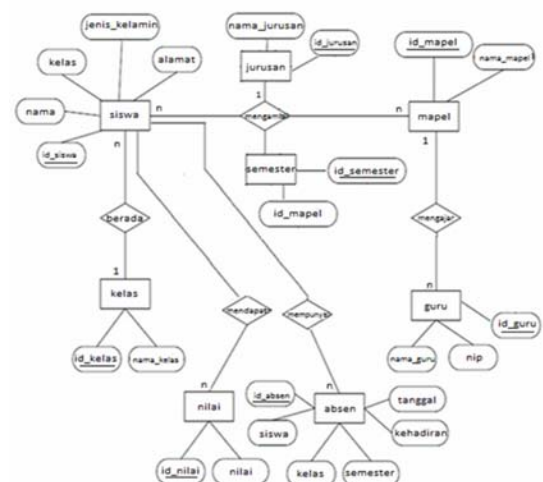 jenis_kelamin
nama_jurusan
id_jurusan
id_mapel
nama_mapel
kelas
alamat
jurusan
nama
siswa
n
1
mengambil
n
mapel
id_siswa
n
1
semester
id_semester
id_mapel
berada
mengajar
1
kelas
n
guru
id_guru
mendapat
mempunyai
id_kelas
nama_kelas
nama_guru
nip
n
nilai
n
id_absen
absen
tanggal
siswa
kehadiran
id_nilai
nilai
kelas
semester